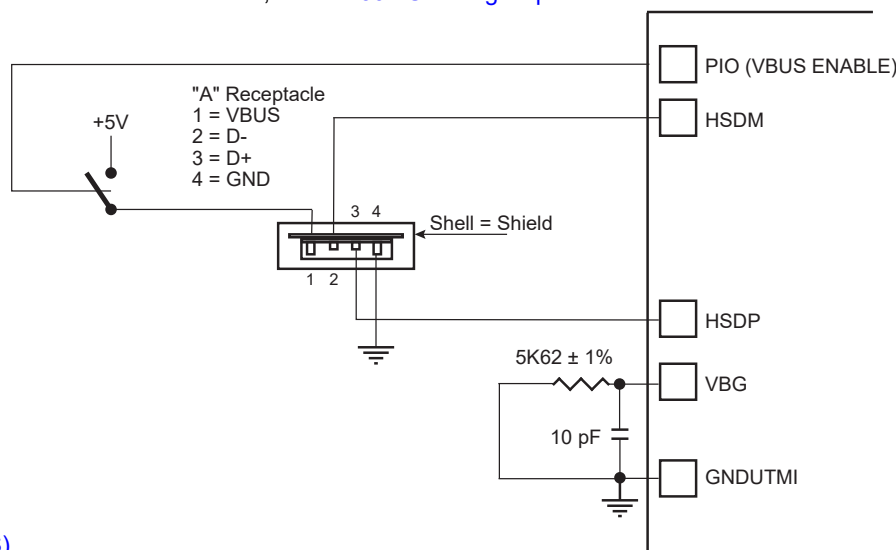 PIO (VBUS ENABLE)
"A" Receptacle
1 = VBUS
2 = D-
3 = D+
4 = GND
+5V
HSDM
3 4
Shell = Shield
1 2
HSDP
5K62 ± 1%
VBG
10 pF
GNDUTMI